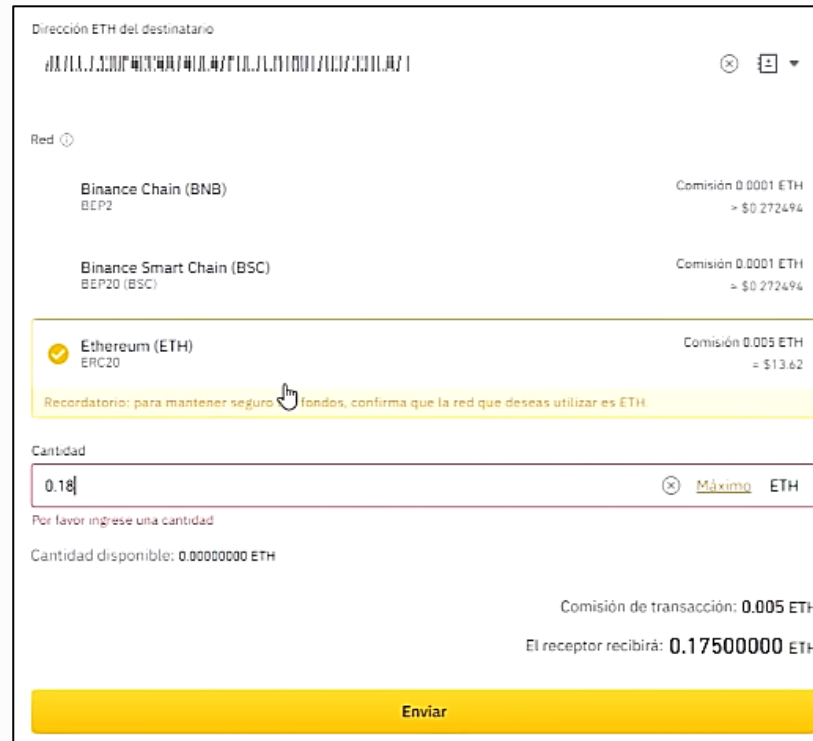 Dirección ETH del destinatario
Red
Binance Chain (BNB)
BEP2
Comisión 0.0001 ETH
≈ $0.272494
Binance Smart Chain (BSC)
BEP20 (BSC)
Comisión 0.0001 ETH
≈ $0.272494
Ethereum (ETH)
ERC20
Comisión 0.005 ETH
≈ $13.62
Recordatorio: para mantener seguro fondos, confirma que la red que deseas utilizar es ETH.
Cantidad
0.18
Máximo ETH
Por favor ingrese una cantidad
Cantidad disponible: 0.00000000 ETH
Comisión de transacción: 0.005 ETH
El receptor recibirá: 0.17500000 ETH
Enviar